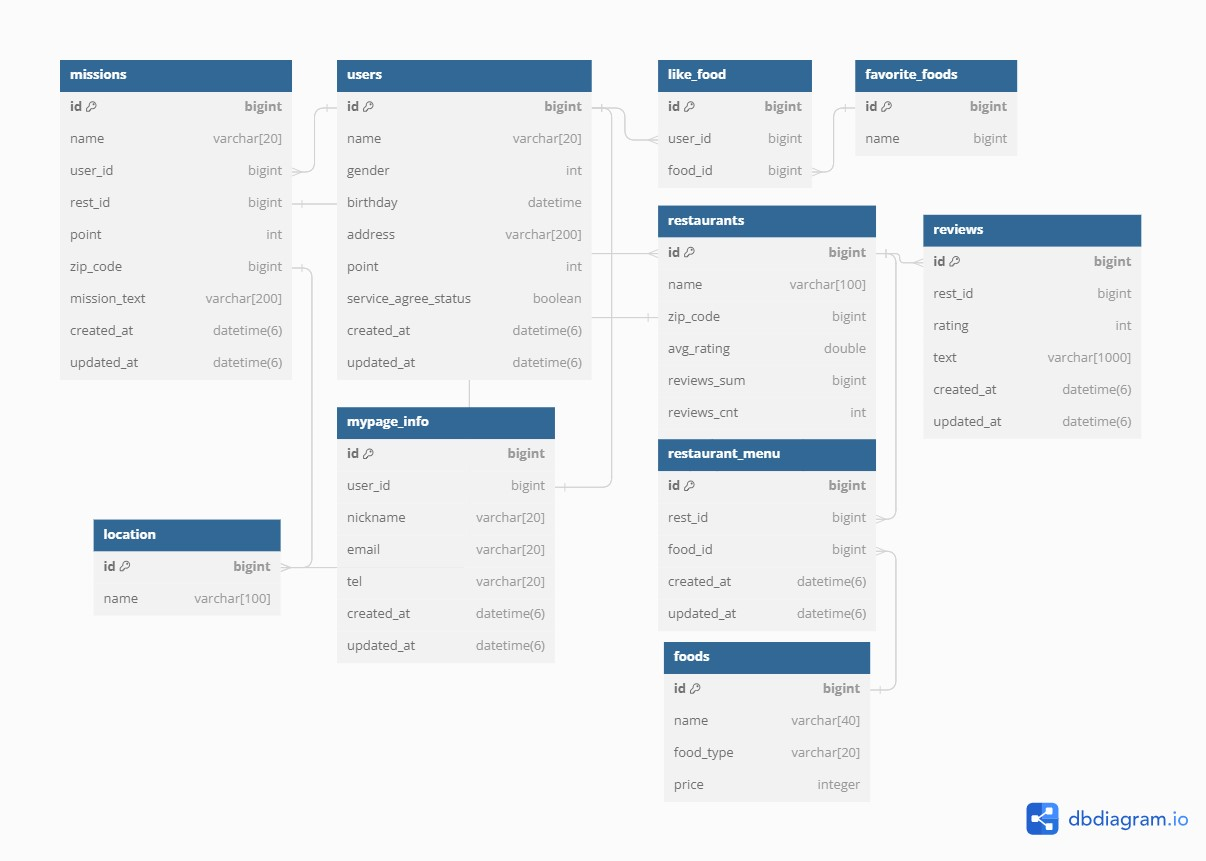 missions
id bigint
name varchar[20]
user_id bigint
rest_id bigint
point int
zip_code bigint
mission_text varchar[200]
created_at datetime(6)
updated_at datetime(6)
users
id bigint
name varchar[20]
gender int
birthday datetime
address varchar[200]
point int
service_agree_status boolean
created_at datetime(6)
updated_at datetime(6)
like_food
id bigint
user_id bigint
food_id bigint
favorite_foods
id bigint
name bigint
restaurants
id bigint
name varchar[100]
zip_code bigint
avg_rating double
reviews_sum bigint
reviews_cnt int
reviews
id bigint
rest_id bigint
rating int
text varchar[1000]
created_at datetime(6)
updated_at datetime(6)
mypage_info
id bigint
user_id bigint
nickname varchar[20]
email varchar[20]
tel varchar[20]
created_at datetime(6)
updated_at datetime(6)
restaurant_menu
id bigint
rest_id bigint
food_id bigint
created_at datetime(6)
updated_at datetime(6)
location
id bigint
name varchar[100]
foods
id bigint
name varchar[40]
food_type varchar[20]
price integer
dbdiagram.io